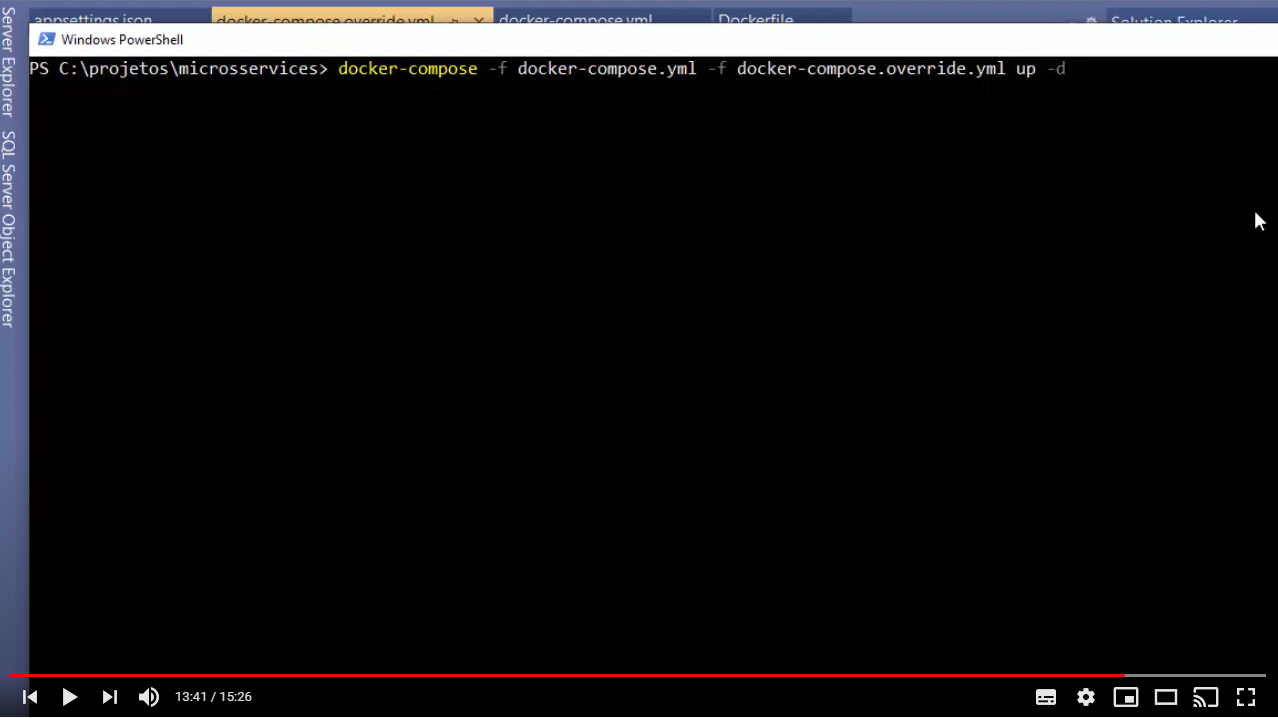 appsettings.json docker-compose.override.yml docker-compose.yml Dockerfile Solution Explorer
Server Explorer
SQL Server Object Explorer
Windows PowerShell
PS C:\projetos\microsservices> docker-compose -f docker-compose.yml -f docker-compose.override.yml up -d
13:41 / 15:26